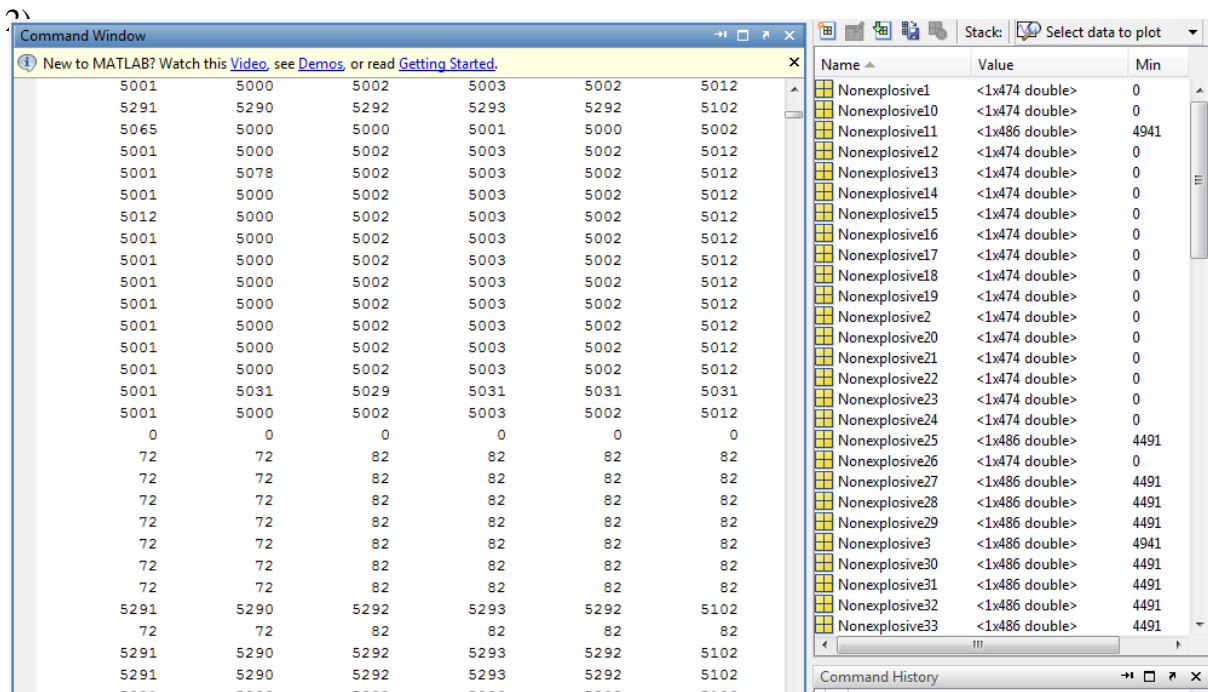 2)
Command Window
New to MATLAB? Watch this Video, see Demos, or read Getting Started.
5001 5000 5002 5003 5002 5012
5291 5290 5292 5293 5292 5102
5065 5000 5000 5001 5000 5002
5001 5000 5002 5003 5002 5012
5001 5078 5002 5003 5002 5012
5001 5000 5002 5003 5002 5012
5012 5000 5002 5003 5002 5012
5001 5000 5002 5003 5002 5012
5001 5000 5002 5003 5002 5012
5001 5000 5002 5003 5002 5012
5001 5000 5002 5003 5002 5012
5001 5000 5002 5003 5002 5012
5001 5000 5002 5003 5002 5012
5001 5000 5002 5003 5002 5012
5001 5031 5029 5031 5031 5031
5001 5000 5002 5003 5002 5012
0 0 0 0 0 0
72 72 82 82 82 82
72 72 82 82 82 82
72 72 82 82 82 82
72 72 82 82 82 82
72 72 82 82 82 82
72 72 82 82 82 82
72 72 82 82 82 82
5291 5290 5292 5293 5292 5102
72 72 82 82 82 82
5291 5290 5292 5293 5292 5102
5291 5290 5292 5293 5292 5102
Stack: Select data to plot
Name Value Min
Nonexplosive1 <1x474 double> 0
Nonexplosive10 <1x474 double> 0
Nonexplosive11 <1x486 double> 4941
Nonexplosive12 <1x474 double> 0
Nonexplosive13 <1x474 double> 0
Nonexplosive14 <1x474 double> 0
Nonexplosive15 <1x474 double> 0
Nonexplosive16 <1x474 double> 0
Nonexplosive17 <1x474 double> 0
Nonexplosive18 <1x474 double> 0
Nonexplosive19 <1x474 double> 0
Nonexplosive2 <1x474 double> 0
Nonexplosive20 <1x474 double> 0
Nonexplosive21 <1x474 double> 0
Nonexplosive22 <1x474 double> 0
Nonexplosive23 <1x474 double> 0
Nonexplosive24 <1x474 double> 0
Nonexplosive25 <1x486 double> 4491
Nonexplosive26 <1x474 double> 0
Nonexplosive27 <1x486 double> 4491
Nonexplosive28 <1x486 double> 4491
Nonexplosive29 <1x486 double> 4491
Nonexplosive3 <1x486 double> 4941
Nonexplosive30 <1x486 double> 4491
Nonexplosive31 <1x486 double> 4491
Nonexplosive32 <1x486 double> 4491
Nonexplosive33 <1x486 double> 4491
Command History